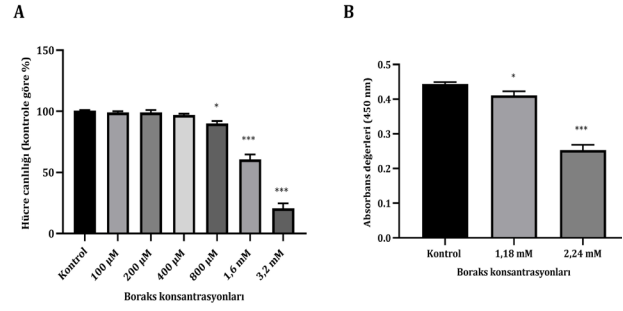 A
Hücre canlılığı (kontrole göre %)
150
100
50
0
*
***
***
Kontrol
100 µM
200 µM
400 µM
800 µM
1,6 mM
3,2 mM
Boraks konsantrasyonları
B
Absorbans değerleri (450 nm)
0.5
0.4
0.3
0.2
0.1
0.0
*
***
Kontrol
1,18 mM
2,24 mM
Boraks konsantrasyonları